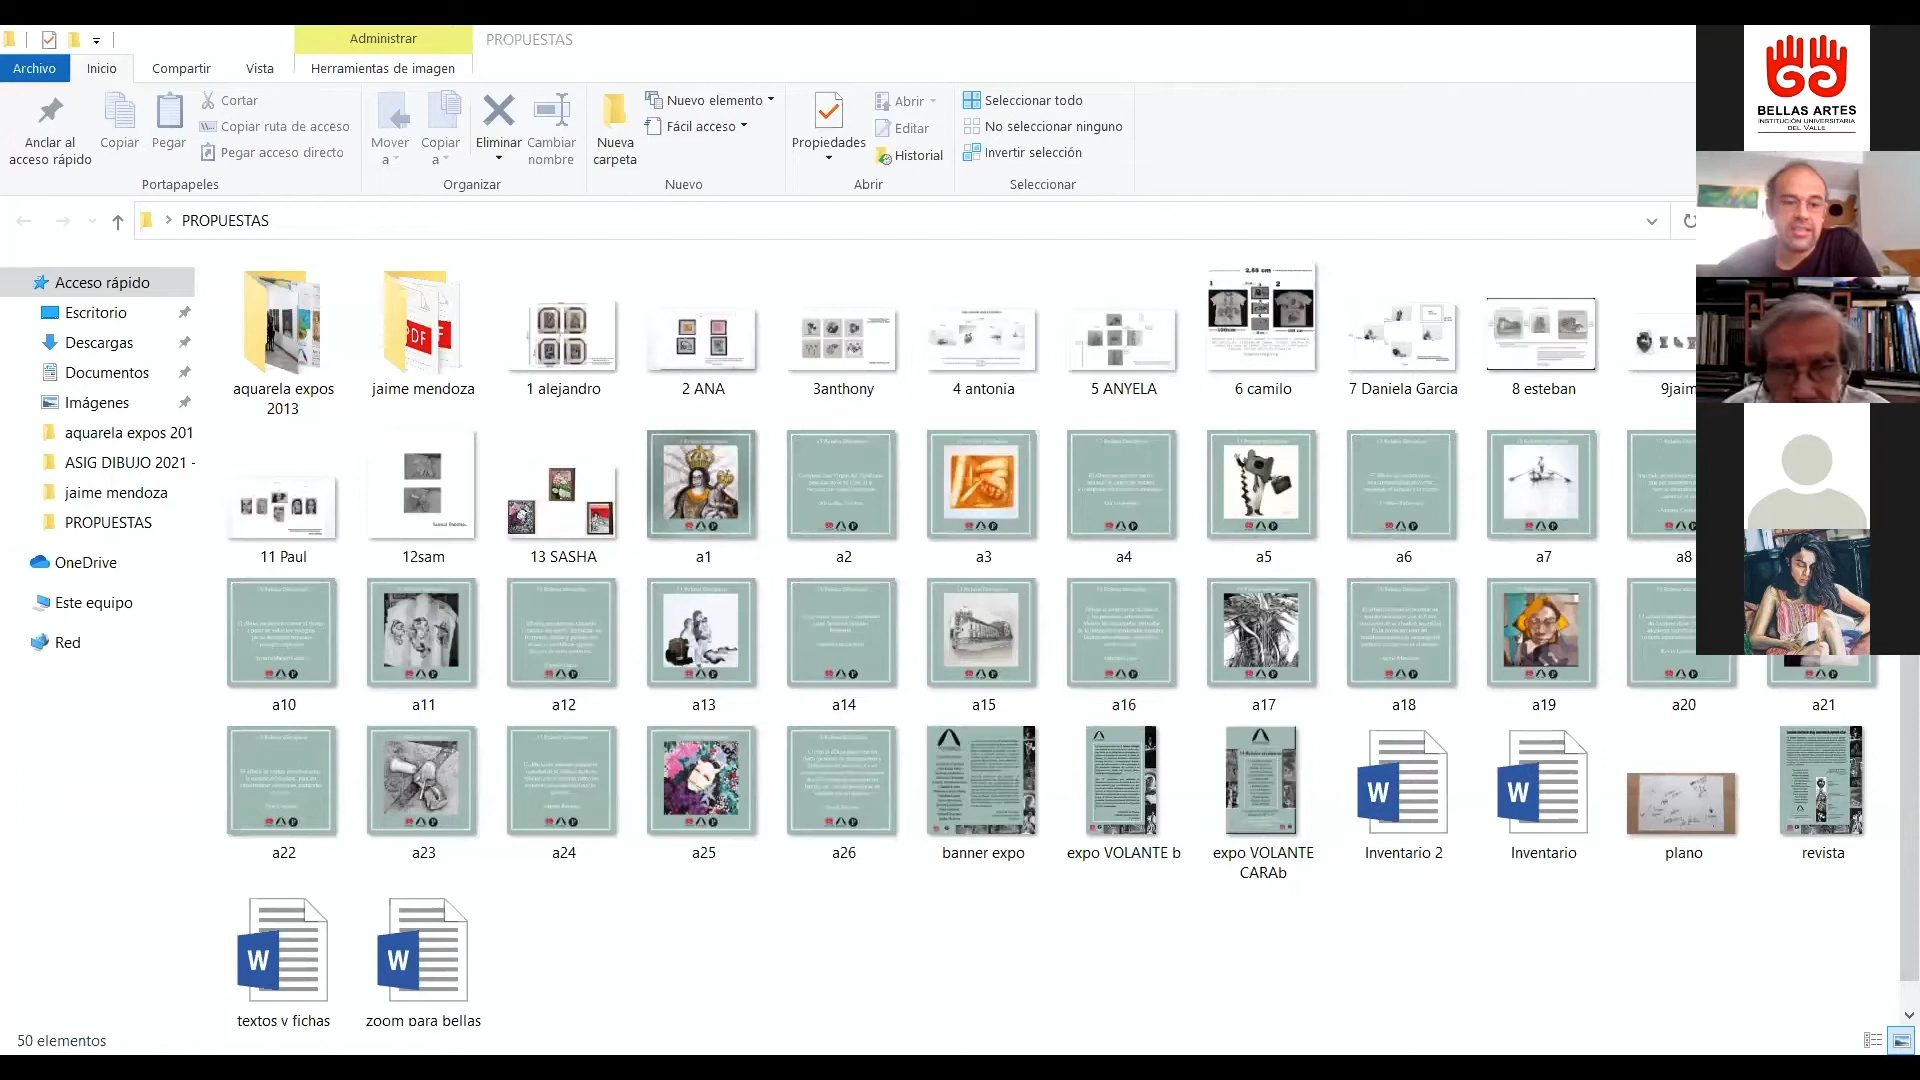 Administrar
PROPUESTAS
Archivo
Inicio
Compartir
Vista
Herramientas de imagen
Anclar al
acceso rápido
Copiar
Pegar
Cortar
Copiar ruta de acceso
Pegar acceso directo
Portapapeles
Mover
a
Copiar
a
Eliminar
Cambiar
nombre
Organizar
Nueva
carpeta
Nuevo elemento
Fácil acceso
Nuevo
Propiedades
Abrir
Editar
Historial
Abrir
Seleccionar todo
No seleccionar ninguno
Invertir selección
Seleccionar
PROPUESTAS
BELLAS ARTES
INSTITUCIÓN UNIVERSITARIA
DEL VALLE
Acceso rápido
Escritorio
Descargas
Documentos
Imágenes
aquarela expos 201
ASIG DIBUJO 2021 -
jaime mendoza
PROPUESTAS
OneDrive
Este equipo
Red
aquarela expos
2013
jaime mendoza
1 alejandro
2 ANA
3anthony
4 antonia
5 ANYELA
6 camilo
7 Daniela Garcia
8 esteban
9jaim
11 Paul
12sam
13 SASHA
a1
a2
a3
a4
a5
a6
a7
a8
a10
a11
a12
a13
a14
a15
a16
a17
a18
a19
a20
a21
a22
a23
a24
a25
a26
banner expo
expo VOLANTE b
expo VOLANTE
CARAb
Inventario 2
Inventario
plano
revista
textos y fichas
zoom para bellas
50 elementos